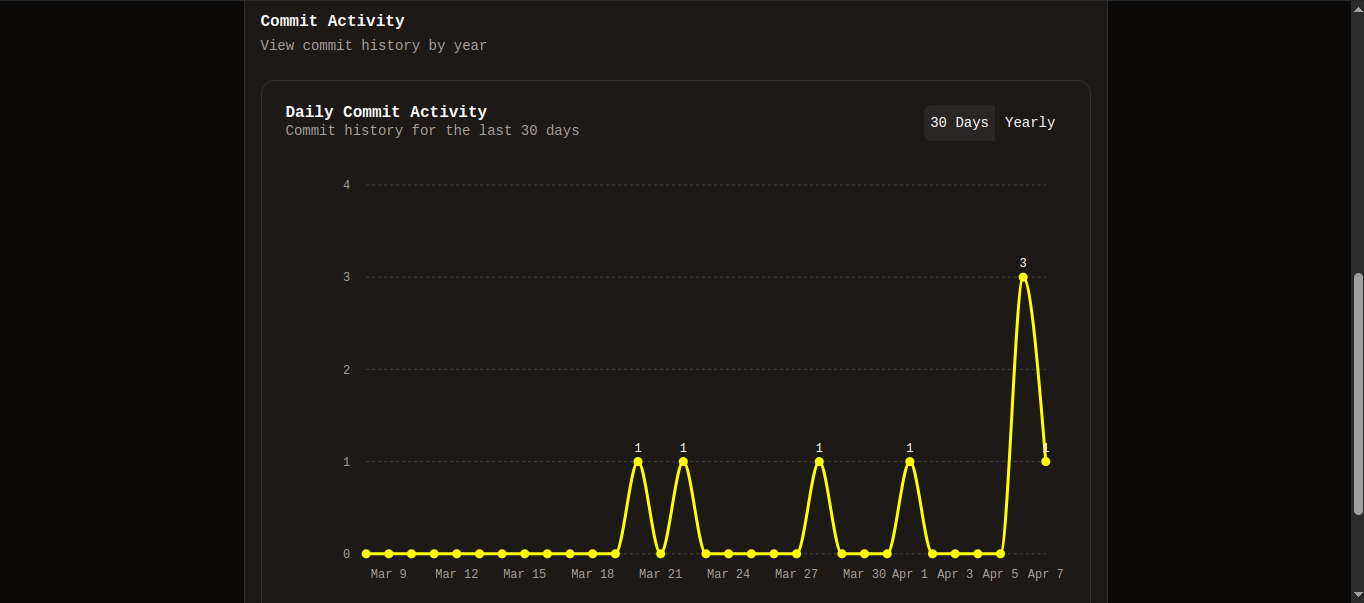 Commit Activity
View commit history by year
Daily Commit Activity
Commit history for the last 30 days
30 Days Yearly
4
3
3
2
1 1 1 1 1
1
0
Mar 9 Mar 12 Mar 15 Mar 18 Mar 21 Mar 24 Mar 27 Mar 30 Apr 1 Apr 3 Apr 5 Apr 7